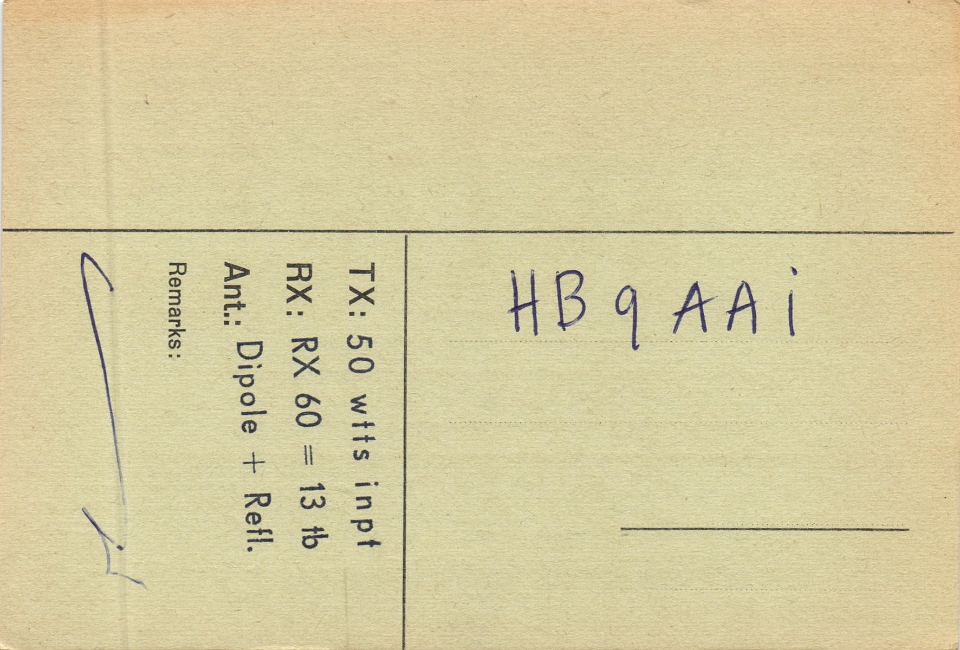 HB9AAi
TX: 50 wtts inpt
RX: RX 60 = 13 tb
Ant.: Dipole + Refl.
Remarks: